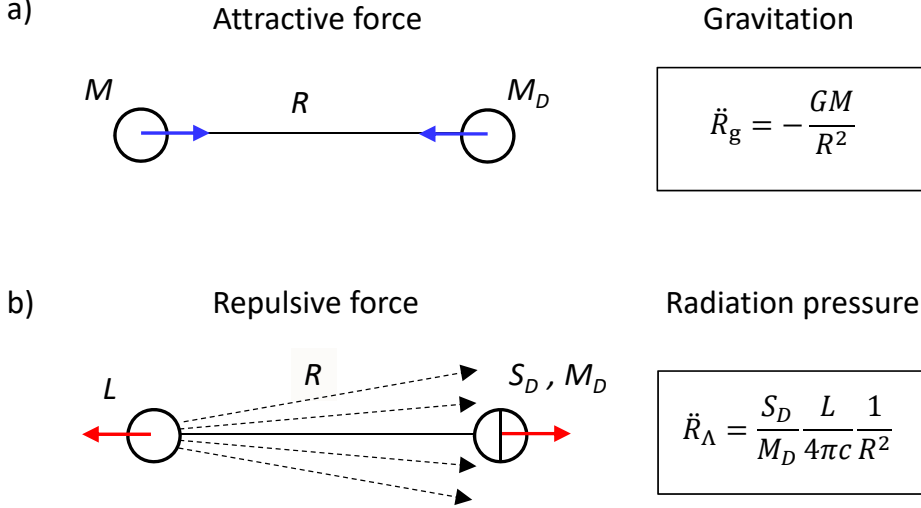 a)
Attractive force
Gravitation
M
R
M_D
R̈_g = − GM / R²
b)
Repulsive force
Radiation pressure
L
R
S_D , M_D
R̈_Λ = S_D / M_D L / 4πc 1 / R²